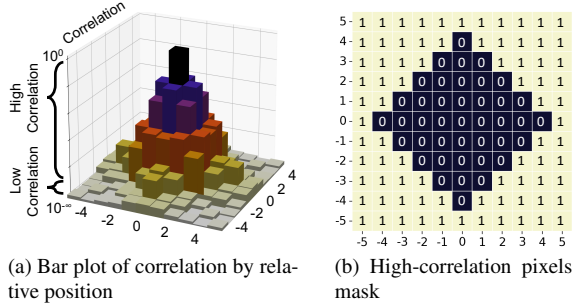 Correlation
10⁰
High
Correlation
Low
Correlation
10^-∞
-4 -2 0 2 4
-4 -2 0 2 4
(a) Bar plot of correlation by rela-
tive position
5 1 1 1 1 1 1 1 1 1 1 1
4 1 1 1 1 1 0 1 1 1 1 1
3 1 1 1 1 0 0 0 1 1 1 1
2 1 1 1 0 0 0 0 0 1 1 1
1 1 1 0 0 0 0 0 0 0 1 1
0 1 0 0 0 0 0 0 0 0 0 1
-1 1 1 0 0 0 0 0 0 0 1 1
-2 1 1 1 0 0 0 0 0 1 1 1
-3 1 1 1 1 0 0 0 1 1 1 1
-4 1 1 1 1 1 0 1 1 1 1 1
-5 1 1 1 1 1 1 1 1 1 1 1
-5 -4 -3 -2 -1 0 1 2 3 4 5
(b) High-correlation pixels
mask